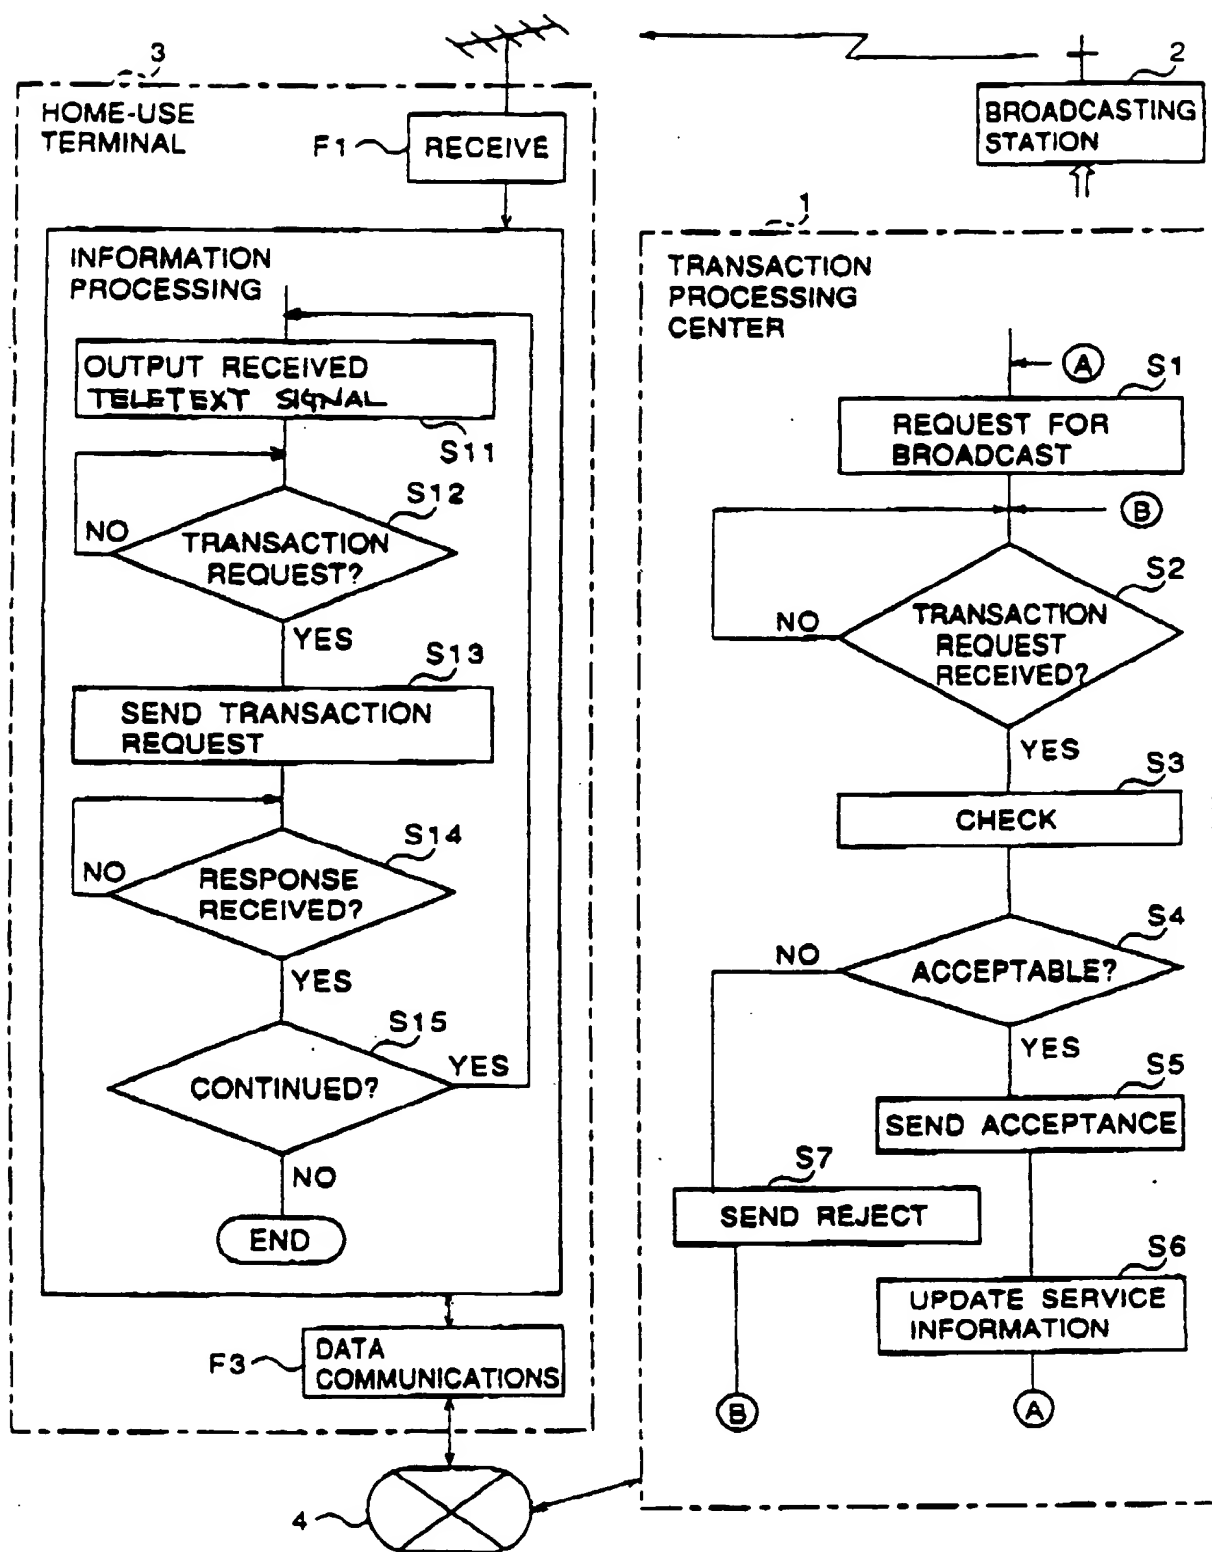 3
HOME-USE
TERMINAL
F1
RECEIVE
2
BROADCASTING
STATION
INFORMATION
PROCESSING
OUTPUT RECEIVED
TELETEXT SIGNAL
S11
S12
NO
TRANSACTION
REQUEST?
YES
S13
SEND TRANSACTION
REQUEST
S14
NO
RESPONSE
RECEIVED?
YES
S15
YES
CONTINUED?
NO
END
F3
DATA
COMMUNICATIONS
4
1
TRANSACTION
PROCESSING
CENTER
A
S1
REQUEST FOR
BROADCAST
B
S2
NO
TRANSACTION
REQUEST
RECEIVED?
YES
S3
CHECK
S4
NO
ACCEPTABLE?
YES
S5
SEND ACCEPTANCE
S7
SEND REJECT
S6
UPDATE SERVICE
INFORMATION
B
A